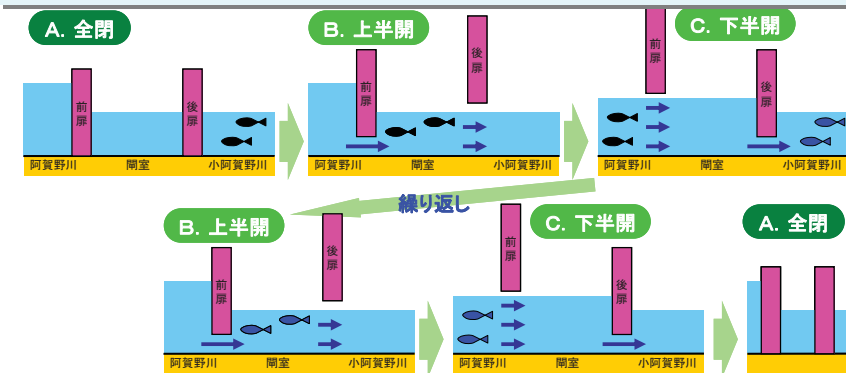 A. 全閉
前扉
後扉
阿賀野川
閘室
小阿賀野川
B. 上半開
前扉
後扉
阿賀野川
閘室
小阿賀野川
C. 下半開
前扉
後扉
阿賀野川
閘室
小阿賀野川
繰り返し
B. 上半開
前扉
後扉
阿賀野川
閘室
小阿賀野川
C. 下半開
前扉
後扉
阿賀野川
閘室
小阿賀野川
A. 全閉